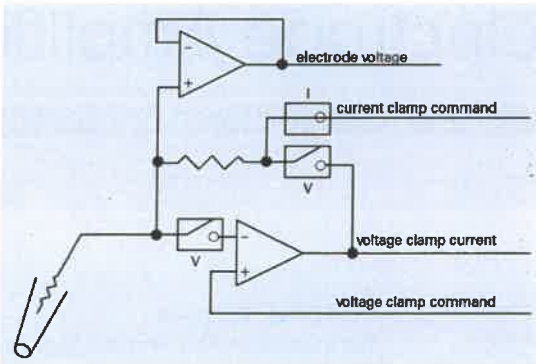 electrode voltage
I
current clamp command
V
voltage clamp current
V
voltage clamp command